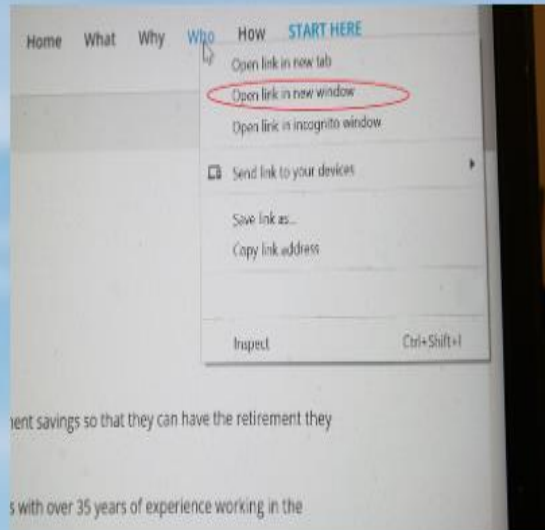 Home What Why Who How START HERE
Open link in new tab
Open link in new window
Open link in incognito window
Send link to your devices
Save link as...
Copy link address
Inspect Ctrl+Shift+I
ent savings so that they can have the retirement they
s with over 35 years of experience working in the